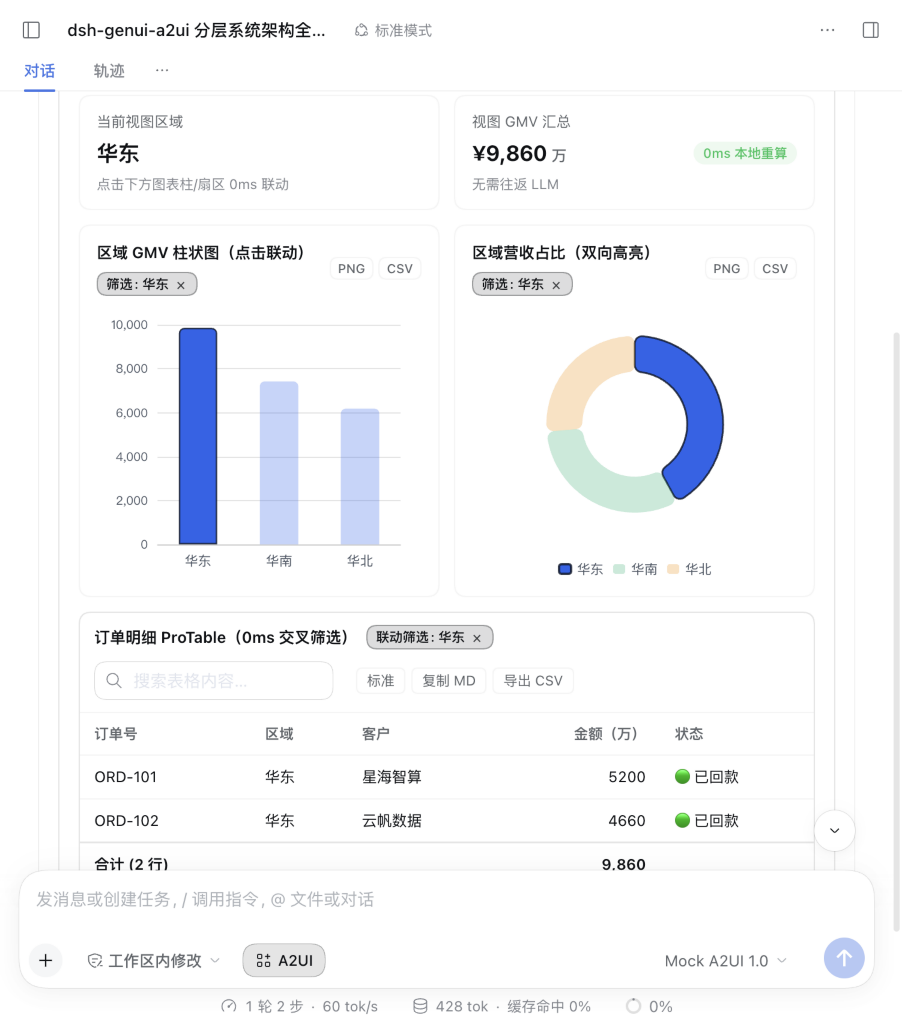 dsh-genui-a2ui 分层系统架构全... 标准模式 ...
对话 轨迹 ...
当前视图区域
华东
点击下方图表柱/扇区 0ms 联动
视图 GMV 汇总
¥9,860 万 0ms 本地重算
无需往返 LLM
区域 GMV 柱状图（点击联动）
筛选: 华东 ×
PNG CSV
10,000
8,000
6,000
4,000
2,000
0
华东 华南 华北
区域营收占比（双向高亮）
筛选: 华东 ×
PNG CSV
华东 华南 华北
订单明细 ProTable（0ms 交叉筛选） 联动筛选: 华东 ×
搜索表格内容... 标准 复制 MD 导出 CSV
订单号 区域 客户 金额（万） 状态
ORD-101 华东 星海智算 5200 已回款
ORD-102 华东 云帆数据 4660 已回款
合计 (2 行) 9,860
发消息或创建任务, / 调用指令, @ 文件或对话
+ 工作区内修改 A2UI Mock A2UI 1.0
1 轮 2 步 · 60 tok/s 428 tok · 缓存命中 0% 0%